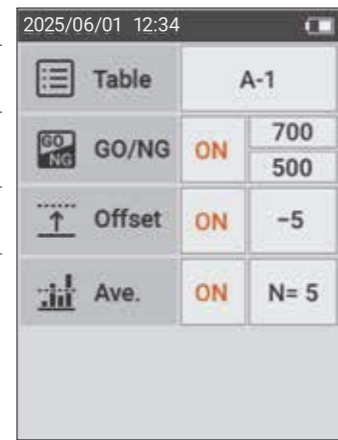 2025/06/01 12:34
Table A-1
GO/NG GO/NG ON 700
500
Offset ON −5
Ave. ON N= 5